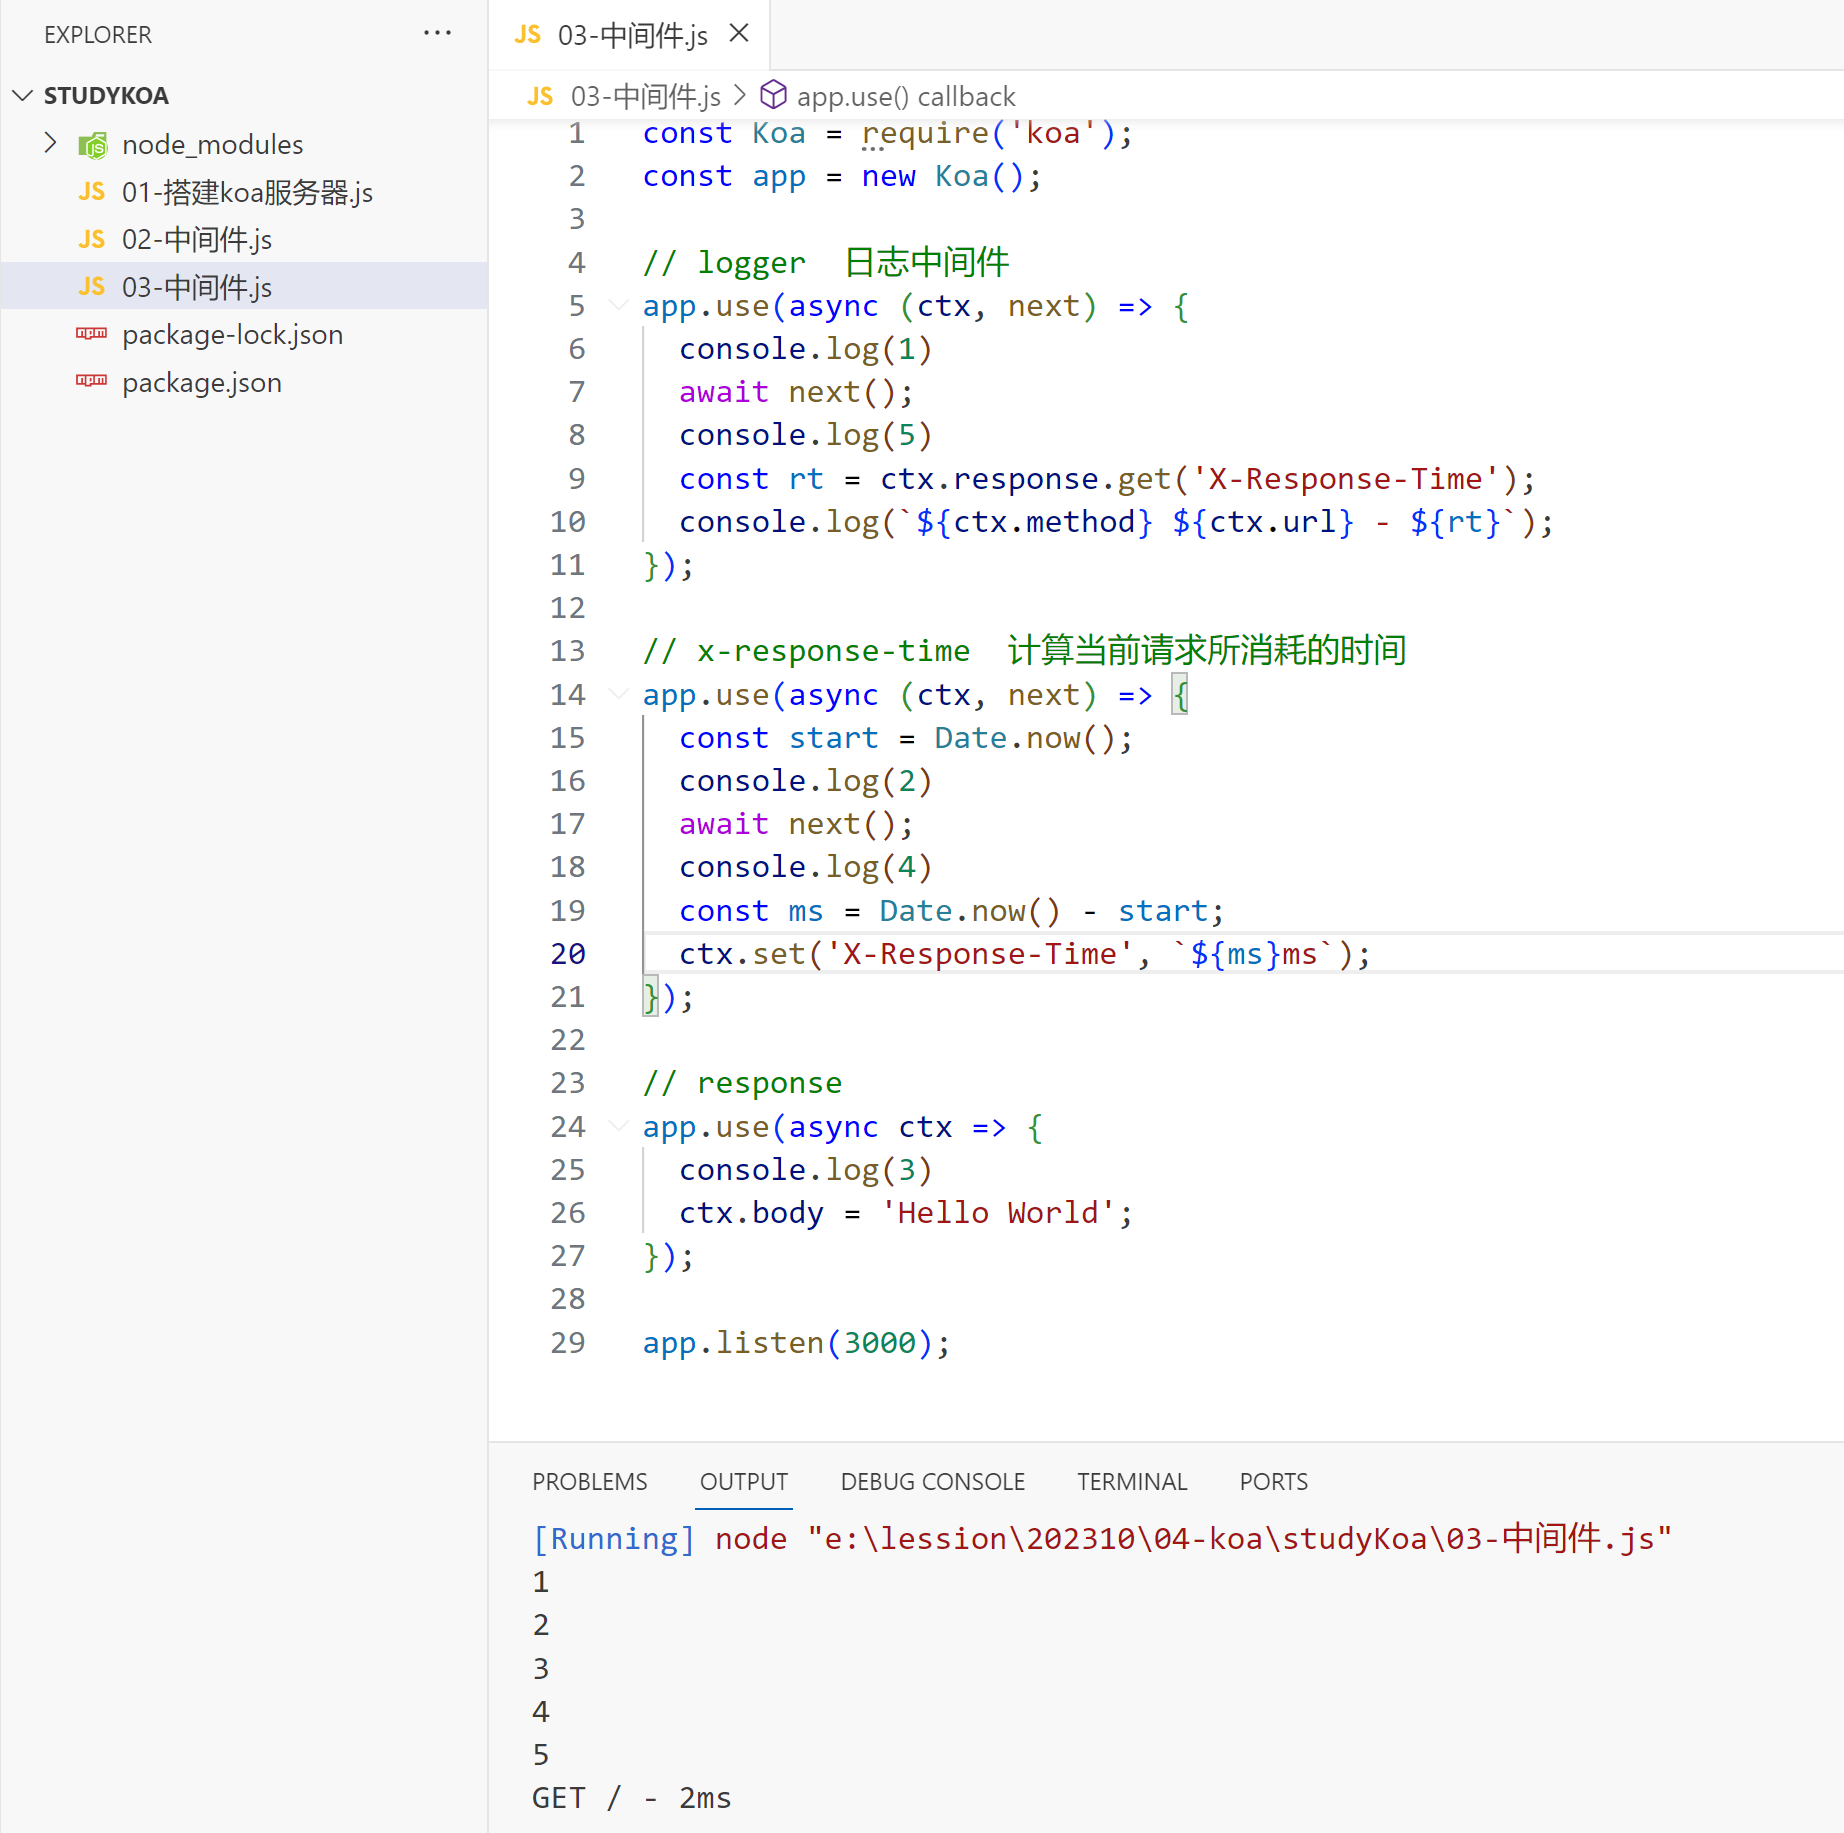 EXPLORER
STUDYKOA
node_modules
JS 01-搭建koa服务器.js
JS 02-中间件.js
JS 03-中间件.js
package-lock.json
package.json
JS 03-中间件.js
JS 03-中间件.js > app.use() callback
1 const Koa = require('koa');
2 const app = new Koa();
3
4 // logger  日志中间件
5 app.use(async (ctx, next) => {
6   console.log(1)
7   await next();
8   console.log(5)
9   const rt = ctx.response.get('X-Response-Time');
10   console.log(`${ctx.method} ${ctx.url} - ${rt}`);
11 });
12
13 // x-response-time  计算当前请求所消耗的时间
14 app.use(async (ctx, next) => {
15   const start = Date.now();
16   console.log(2)
17   await next();
18   console.log(4)
19   const ms = Date.now() - start;
20   ctx.set('X-Response-Time', `${ms}ms`);
21 });
22
23 // response
24 app.use(async ctx => {
25   console.log(3)
26   ctx.body = 'Hello World';
27 });
28
29 app.listen(3000);
PROBLEMS OUTPUT DEBUG CONSOLE TERMINAL PORTS
[Running] node "e:\lession\202310\04-koa\studyKoa\03-中间件.js"
1
2
3
4
5
GET / - 2ms